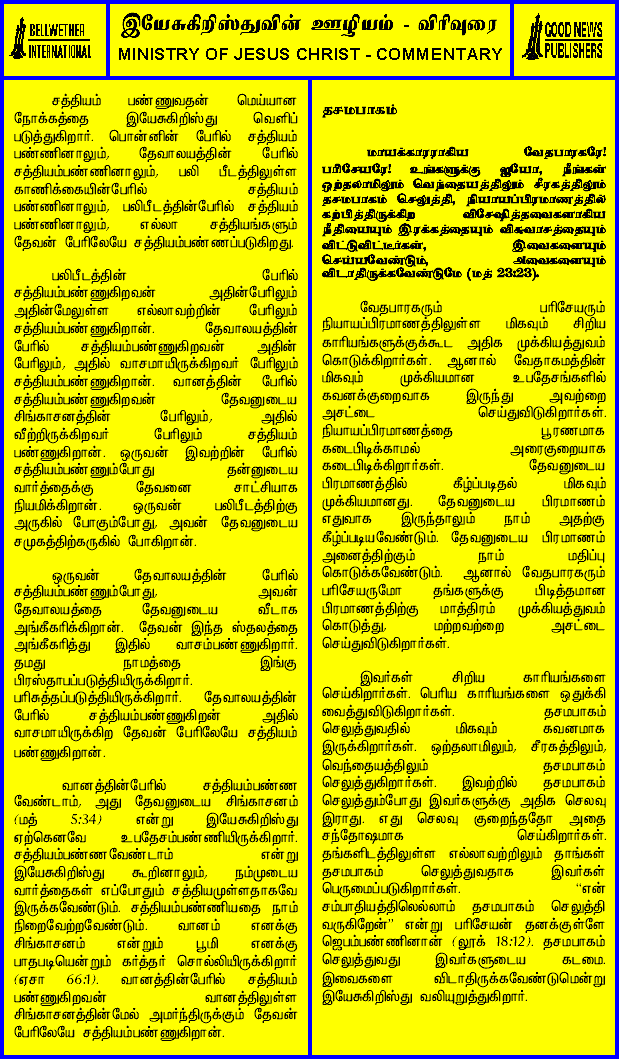 BELLWETHER
INTERNATIONAL
இயேசுகிறிஸ்துவின் ஊழியம் - விரிவுரை
MINISTRY OF JESUS CHRIST - COMMENTARY
GOOD NEWS
PUBLISHERS
சத்தியம் பண்ணுவதன் மெய்யான
நோக்கத்தை இயேசுகிறிஸ்து வெளிப்
படுத்துகிறார். பொன்னின் பேரில் சத்தியம்
பண்ணினாலும், தேவாலயத்தின் பேரில்
சத்தியம்பண்ணினாலும், பலி பீடத்திலுள்ள
காணிக்கையின்பேரில் சத்தியம்
பண்ணினாலும், பலிபீடத்தின்பேரில் சத்தியம்
பண்ணினாலும், எல்லா சத்தியங்களும்
தேவன் பேரிலேயே சத்தியம்பண்ணப்படுகிறது.
பலிபீடத்தின் பேரில்
சத்தியம்பண்ணுகிறவன் அதின்பேரிலும்
அதின்மேலுள்ள எல்லாவற்றின் பேரிலும்
சத்தியம்பண்ணுகிறான். தேவாலயத்தின்
பேரில் சத்தியம்பண்ணுகிறவன் அதின்
பேரிலும், அதில் வாசமாயிருக்கிறவர் பேரிலும்
சத்தியம்பண்ணுகிறான். வானத்தின் பேரில்
சத்தியம்பண்ணுகிறவன் தேவனுடைய
சிங்காசனத்தின் பேரிலும், அதில்
வீற்றிருக்கிறவர் பேரிலும் சத்தியம்
பண்ணுகிறான். ஒருவன் இவற்றின் பேரில்
சத்தியம்பண்ணும்போது தன்னுடைய
வார்த்தைக்கு தேவனை சாட்சியாக
நியமிக்கிறான். ஒருவன் பலிபீடத்திற்கு
அருகில் போகும்போது, அவன் தேவனுடைய
சமுகத்திற்கருகில் போகிறான்.
ஒருவன் தேவாலயத்தின் பேரில்
சத்தியம்பண்ணும்போது, அவன்
தேவாலயத்தை தேவனுடைய வீடாக
அங்கீகரிக்கிறான். தேவன் இந்த ஸ்தலத்தை
அங்கீகரித்து இதில் வாசம்பண்ணுகிறார்.
தமது நாமத்தை இங்கு
பிரஸ்தாபப்படுத்தியிருக்கிறார்.
பரிசுத்தப்படுத்தியிருக்கிறார். தேவாலயத்தின்
பேரில் சத்தியம்பண்ணுகிறன் அதில்
வாசமாயிருக்கிற தேவன் பேரிலேயே சத்தியம்
பண்ணுகிறான்.
வானத்தின்பேரில் சத்தியம்பண்ண
வேண்டாம், அது தேவனுடைய சிங்காசனம்
(மத் 5:34) என்று இயேசுகிறிஸ்து
ஏற்கெனவே உபதேசம்பண்ணியிருக்கிறார்.
சத்தியம்பண்ணவேண்டாம் என்று
இயேசுகிறிஸ்து கூறினாலும், நம்முடைய
வார்த்தைகள் எப்போதும் சத்தியமுள்ளதாகவே
இருக்கவேண்டும். சத்தியம்பண்ணியதை நாம்
நிறைவேற்றவேண்டும். வானம் எனக்கு
சிங்காசனம் என்றும் பூமி எனக்கு
பாதபடியென்றும் கர்த்தர் சொல்லியிருக்கிறார்
(ஏசா 66:1). வானத்தின்பேரில் சத்தியம்
பண்ணுகிறவன் வானத்திலுள்ள
சிங்காசனத்தின்மேல் அமர்ந்திருக்கும் தேவன்
பேரிலேயே சத்தியம்பண்ணுகிறான்.
தசமபாகம்
மாயக்காரராகிய வேதபாரகரே!
பரிசேயரே! உங்களுக்கு ஐயோ, நீங்கள்
ஒற்தலாமிலும் வெந்தையத்திலும் சீரகத்திலும்
தசமபாகம் செலுத்தி, நியாயப்பிரமாணத்தில்
கற்பித்திருக்கிற விசேஷித்தவைகளாகிய
நீதியையும் இரக்கத்தையும் விசுவாசத்தையும்
விட்டுவிட்டீர்கள், இவைகளையும்
செய்யவேண்டும், அவைகளையும்
விடாதிருக்கவேண்டுமே (மத் 23:23).
வேதபாரகரும் பரிசேயரும்
நியாயப்பிரமாணத்திலுள்ள மிகவும் சிறிய
காரியங்களுக்குக்கூட அதிக முக்கியத்துவம்
கொடுக்கிறார்கள். ஆனால் வேதாகமத்தின்
மிகவும் முக்கியமான உபதேசங்களில்
கவனக்குறைவாக இருந்து அவற்றை
அசட்டை செய்துவிடுகிறார்கள்.
நியாயப்பிரமாணத்தை பூரணமாக
கடைபிடிக்காமல் அரைகுறையாக
கடைபிடிக்கிறார்கள். தேவனுடைய
பிரமாணத்தில் கீழ்ப்படிதல் மிகவும்
முக்கியமானது. தேவனுடைய பிரமாணம்
எதுவாக இருந்தாலும் நாம் அதற்கு
கீழ்ப்படியவேண்டும். தேவனுடைய பிரமாணம்
அனைத்திற்கும் நாம் மதிப்பு
கொடுக்கவேண்டும். ஆனால் வேதபாரகரும்
பரிசேயருமோ தங்களுக்கு பிடித்தமான
பிரமாணத்திற்கு மாத்திரம் முக்கியத்துவம்
கொடுத்து, மற்றவற்றை அசட்டை
செய்துவிடுகிறார்கள்.
இவர்கள் சிறிய காரியங்களை
செய்கிறார்கள். பெரிய காரியங்களை ஒதுக்கி
வைத்துவிடுகிறார்கள். தசமபாகம்
செலுத்துவதில் மிகவும் கவனமாக
இருக்கிறார்கள். ஒற்தலாமிலும், சீரகத்திலும்,
வெந்தையத்திலும் தசமபாகம்
செலுத்துகிறார்கள். இவற்றில் தசமபாகம்
செலுத்தும்போது இவர்களுக்கு அதிக செலவு
இராது. எது செலவு குறைந்ததோ அதை
சந்தோஷமாக செய்கிறார்கள்.
தங்களிடத்திலுள்ள எல்லாவற்றிலும் தாங்கள்
தசமபாகம் செலுத்துவதாக இவர்கள்
பெருமைப்படுகிறார்கள். “என்
சம்பாதியத்திலெல்லாம் தசமபாகம் செலுத்தி
வருகிறேன்” என்று பரிசேயன் தனக்குள்ளே
ஜெபம்பண்ணினான் (லூக் 18:12). தசமபாகம்
செலுத்துவது இவர்களுடைய கடமை.
இவைகளை விடாதிருக்கவேண்டுமென்று
இயேசுகிறிஸ்து வலியுறுத்துகிறார்.